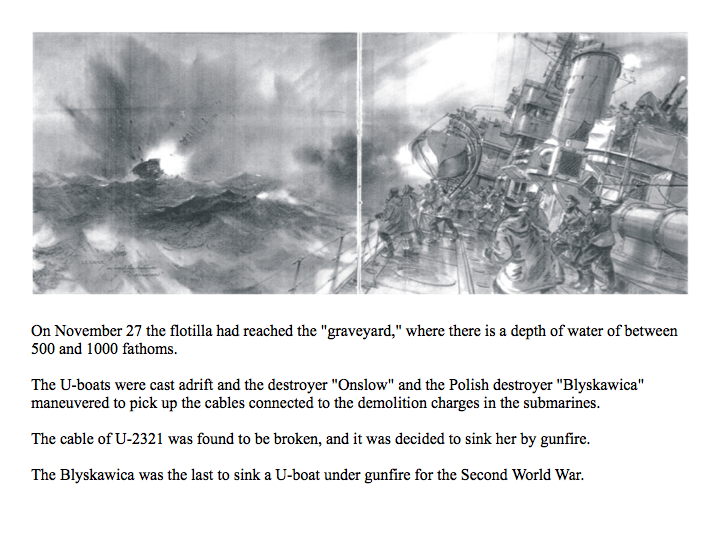 On November 27 the flotilla had reached the "graveyard," where there is a depth of water of between
500 and 1000 fathoms.
The U-boats were cast adrift and the destroyer "Onslow" and the Polish destroyer "Blyskawica"
maneuvered to pick up the cables connected to the demolition charges in the submarines.
The cable of U-2321 was found to be broken, and it was decided to sink her by gunfire.
The Blyskawica was the last to sink a U-boat under gunfire for the Second World War.